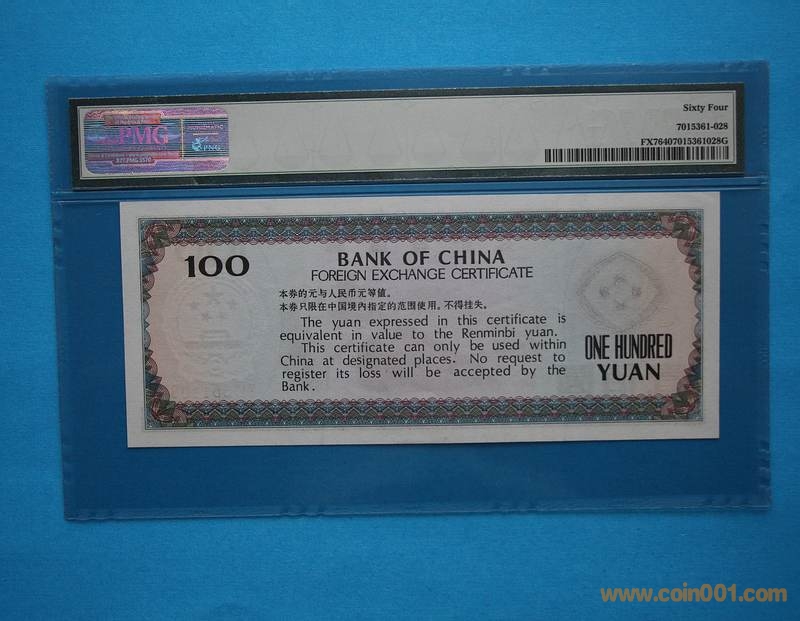 Sixty Four
PMG
NUMISMATIC
PNG
7015361-028
FX76407015361028G
100
BANK OF CHINA
FOREIGN EXCHANGE CERTIFICATE
本券的元与人民币元等值。
本券只限在中国境内指定的范围使用。不得挂失。
The yuan expressed in this certificate is
equivalent in value to the Renminbi yuan.
This certificate can only be used within
China at designated places. No request to
register its loss will be accepted by the
Bank.
ONE HUNDRED
YUAN
www.coin001.com